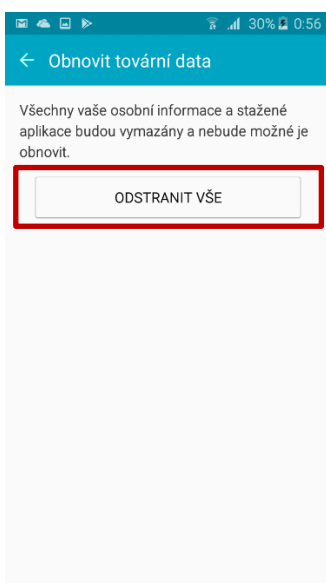 30% 0:56
Obnovit tovární data
Všechny vaše osobní informace a stažené
aplikace budou vymazány a nebude možné je
obnovit.
ODSTRANIT VŠE